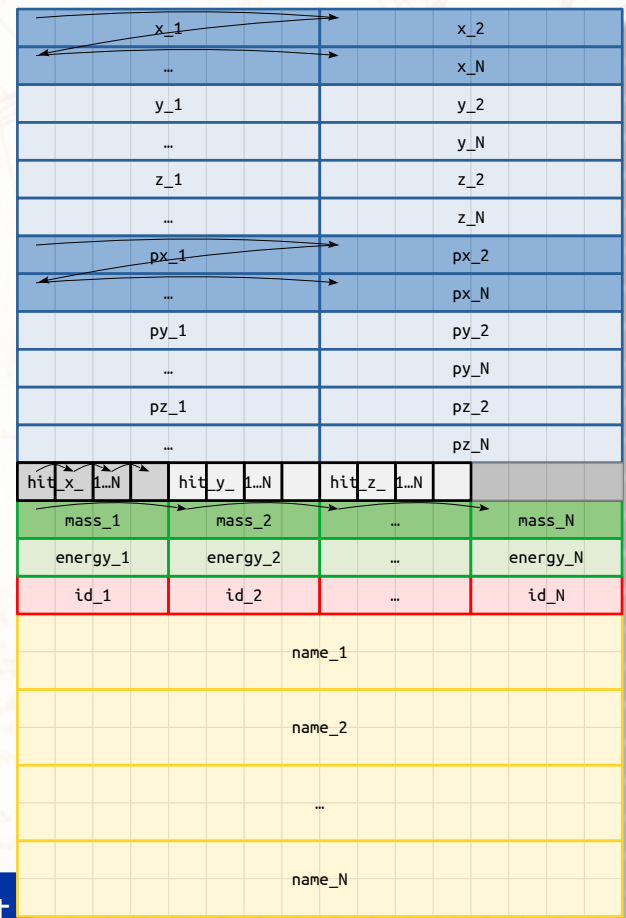 x_1 x_2
… x_N
y_1 y_2
… y_N
z_1 z_2
… z_N
px_1 px_2
… px_N
py_1 py_2
… py_N
pz_1 pz_2
… pz_N
hit_x_ 1…N hit_y_ 1…N hit_z_ 1…N
mass_1 mass_2 … mass_N
energy_1 energy_2 … energy_N
id_1 id_2 … id_N
name_1
name_2
…
name_N
+